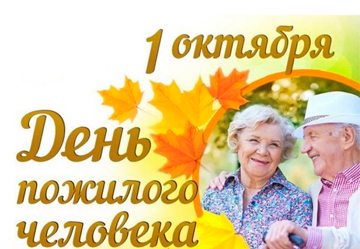 1 октября
День
пожилого
человека